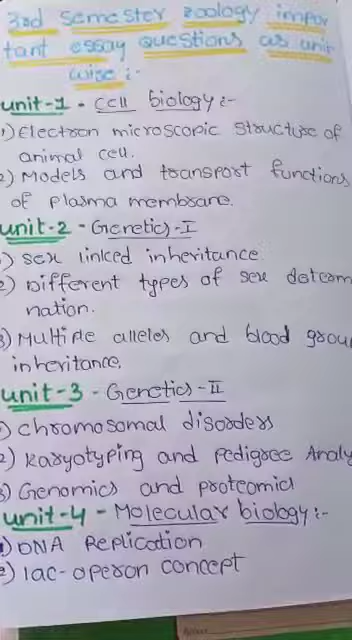 3rd semester zoology impor
tant essay questions as unit
wise :-
unit-1 - cell biology :-
1) Electron microscopic structure of
animal cell.
2) Models and transport functions
of plasma membrane.
unit-2 - Genetics-I
1) sex linked inheritance
2) Different types of sex determ
nation.
3) Multiple alleles and blood grou
inheritance.
unit-3 - Genetics-II
1) chromosomal disorders
2) karyotyping and pedigree Analy
3) Genomics and proteomics
unit-4 - Molecular biology :-
1) DNA Replication
2) lac-operon concept